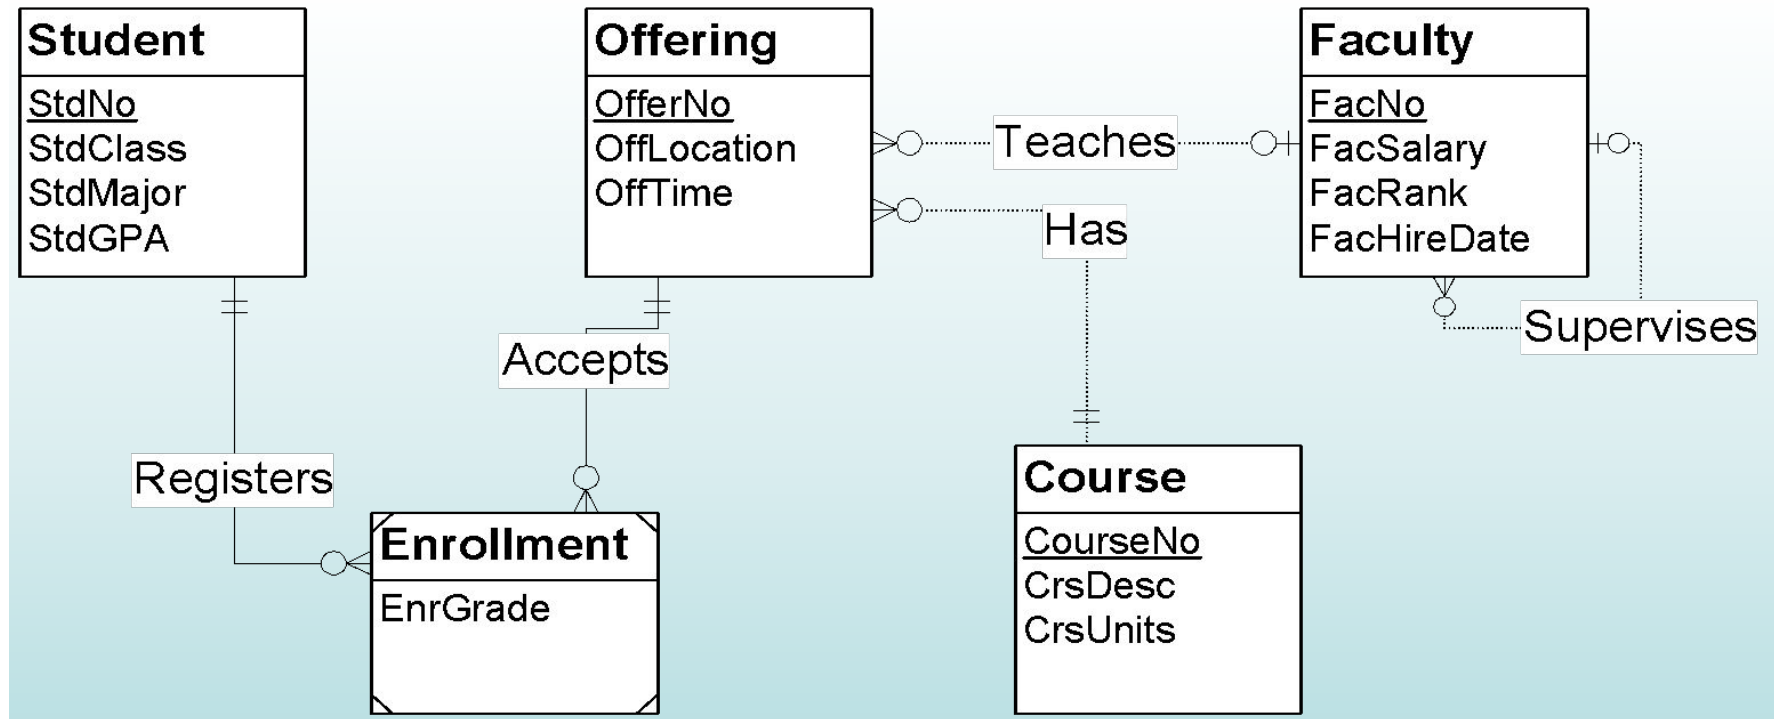 Student
StdNo
StdClass
StdMajor
StdGPA
Offering
OfferNo
OffLocation
OffTime
Faculty
FacNo
FacSalary
FacRank
FacHireDate
Teaches
Has
Supervises
Accepts
Registers
Enrollment
EnrGrade
Course
CourseNo
CrsDesc
CrsUnits